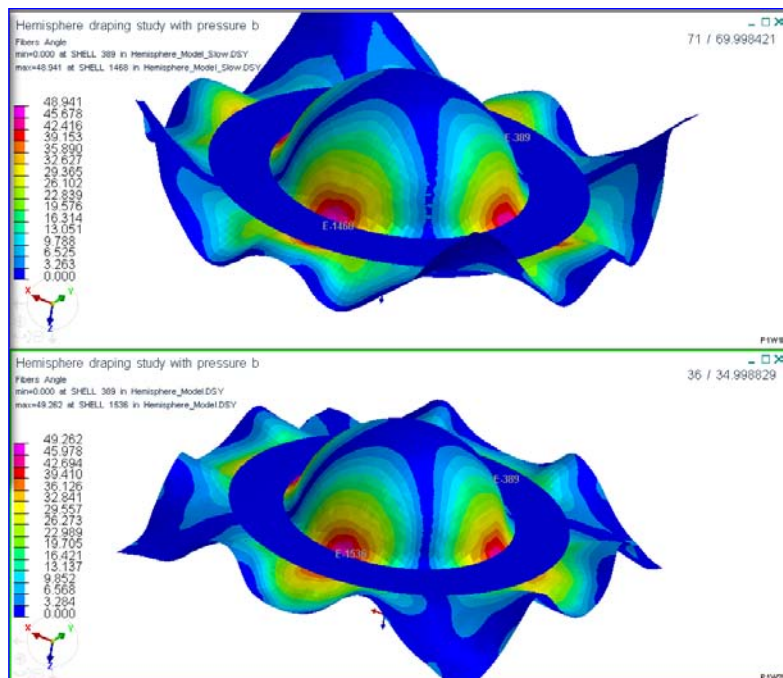 Hemisphere draping study with pressure b
Fibers Angle
min=0.000 at SHELL 389 in Hemisphere_Model_Slow.DSY
max=48.941 at SHELL 1468 in Hemisphere_Model_Slow.DSY
71 / 69.998421
48.941
45.678
42.416
39.153
35.890
32.627
29.365
26.102
22.839
19.576
16.314
13.051
9.788
6.525
3.263
0.000
E-389
E-1468
X
Y
Z
Hemisphere draping study with pressure b
Fibers Angle
min=0.000 at SHELL 389 in Hemisphere_Model.DSY
max=49.262 at SHELL 1536 in Hemisphere_Model.DSY
36 / 34.998829
49.262
45.978
42.694
39.410
36.126
32.841
29.557
26.273
22.989
19.705
16.421
13.137
9.852
6.568
3.284
0.000
E-389
E-1536
X
Y
Z